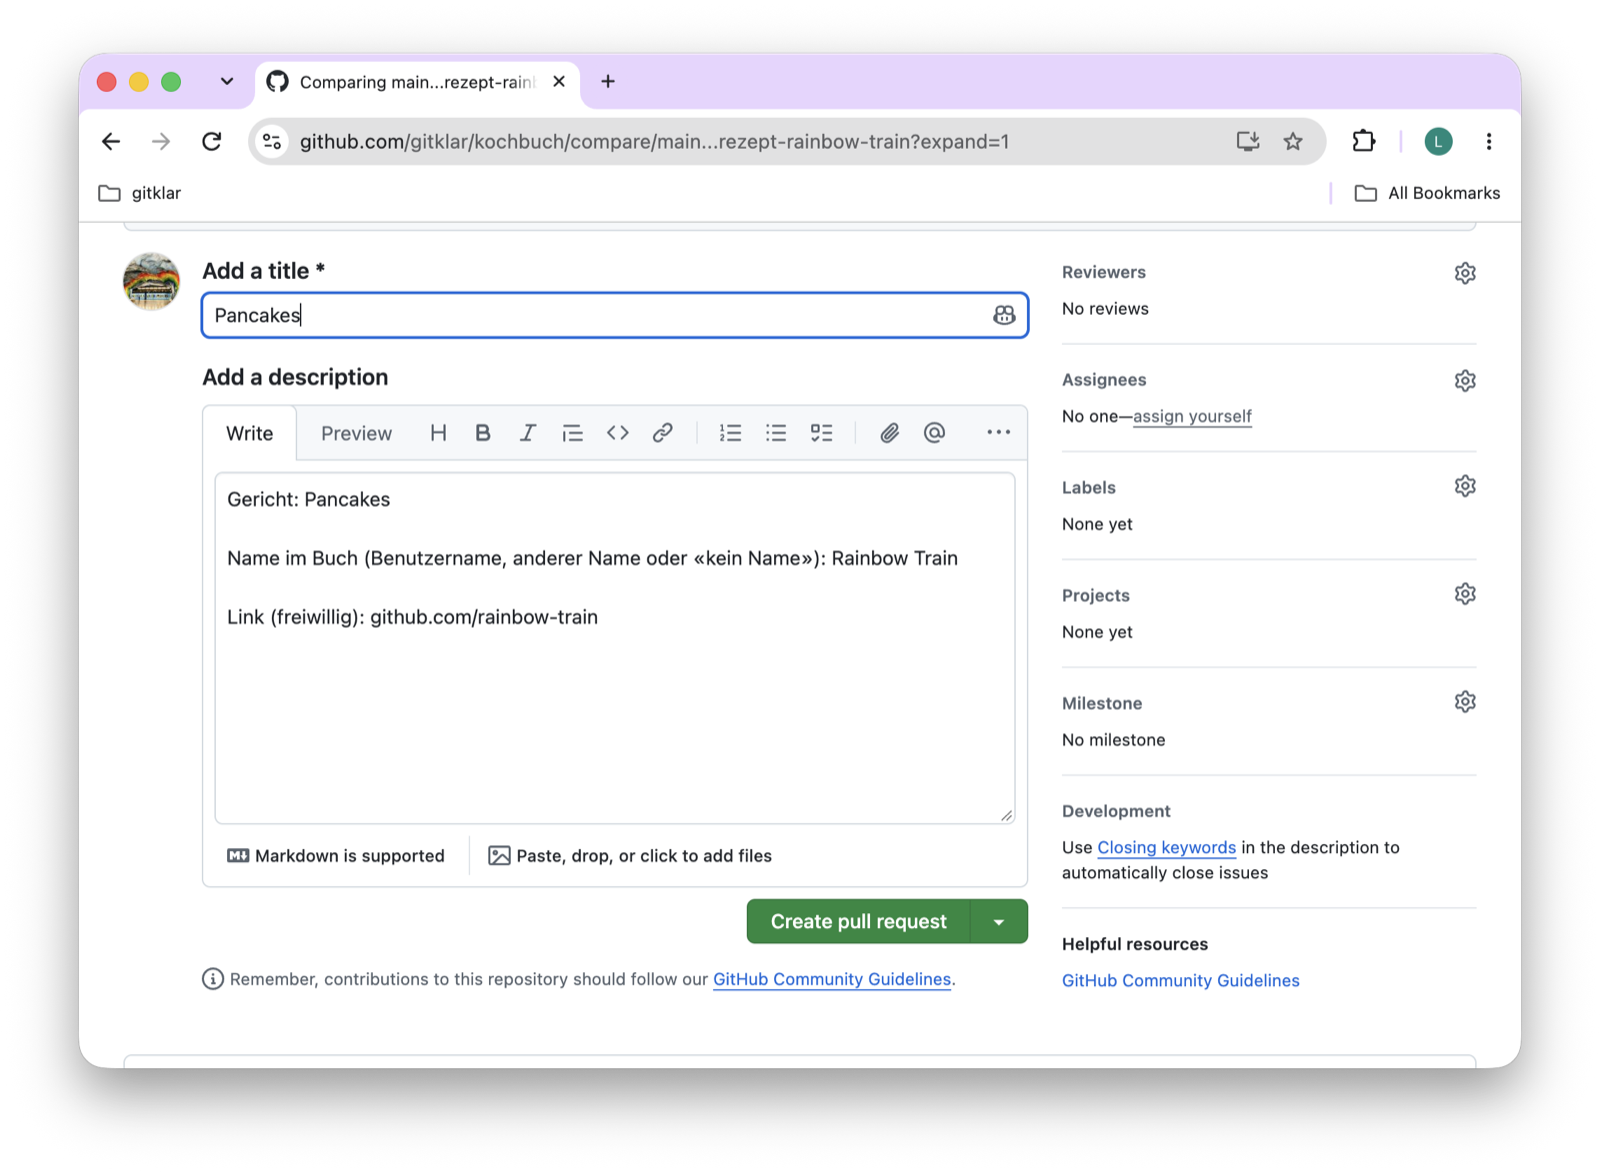 Comparing main...rezept-rain
github.com/gitklar/kochbuch/compare/main...rezept-rainbow-train?expand=1
L
gitklar
All Bookmarks
Add a title *
Pancakes
Add a description
Write
Preview
Gericht: Pancakes
Name im Buch (Benutzername, anderer Name oder «kein Name»): Rainbow Train
Link (freiwillig): github.com/rainbow-train
Markdown is supported
Paste, drop, or click to add files
Create pull request
Remember, contributions to this repository should follow our GitHub Community Guidelines.
Reviewers
No reviews
Assignees
No one—assign yourself
Labels
None yet
Projects
None yet
Milestone
No milestone
Development
Use Closing keywords in the description to
automatically close issues
Helpful resources
GitHub Community Guidelines